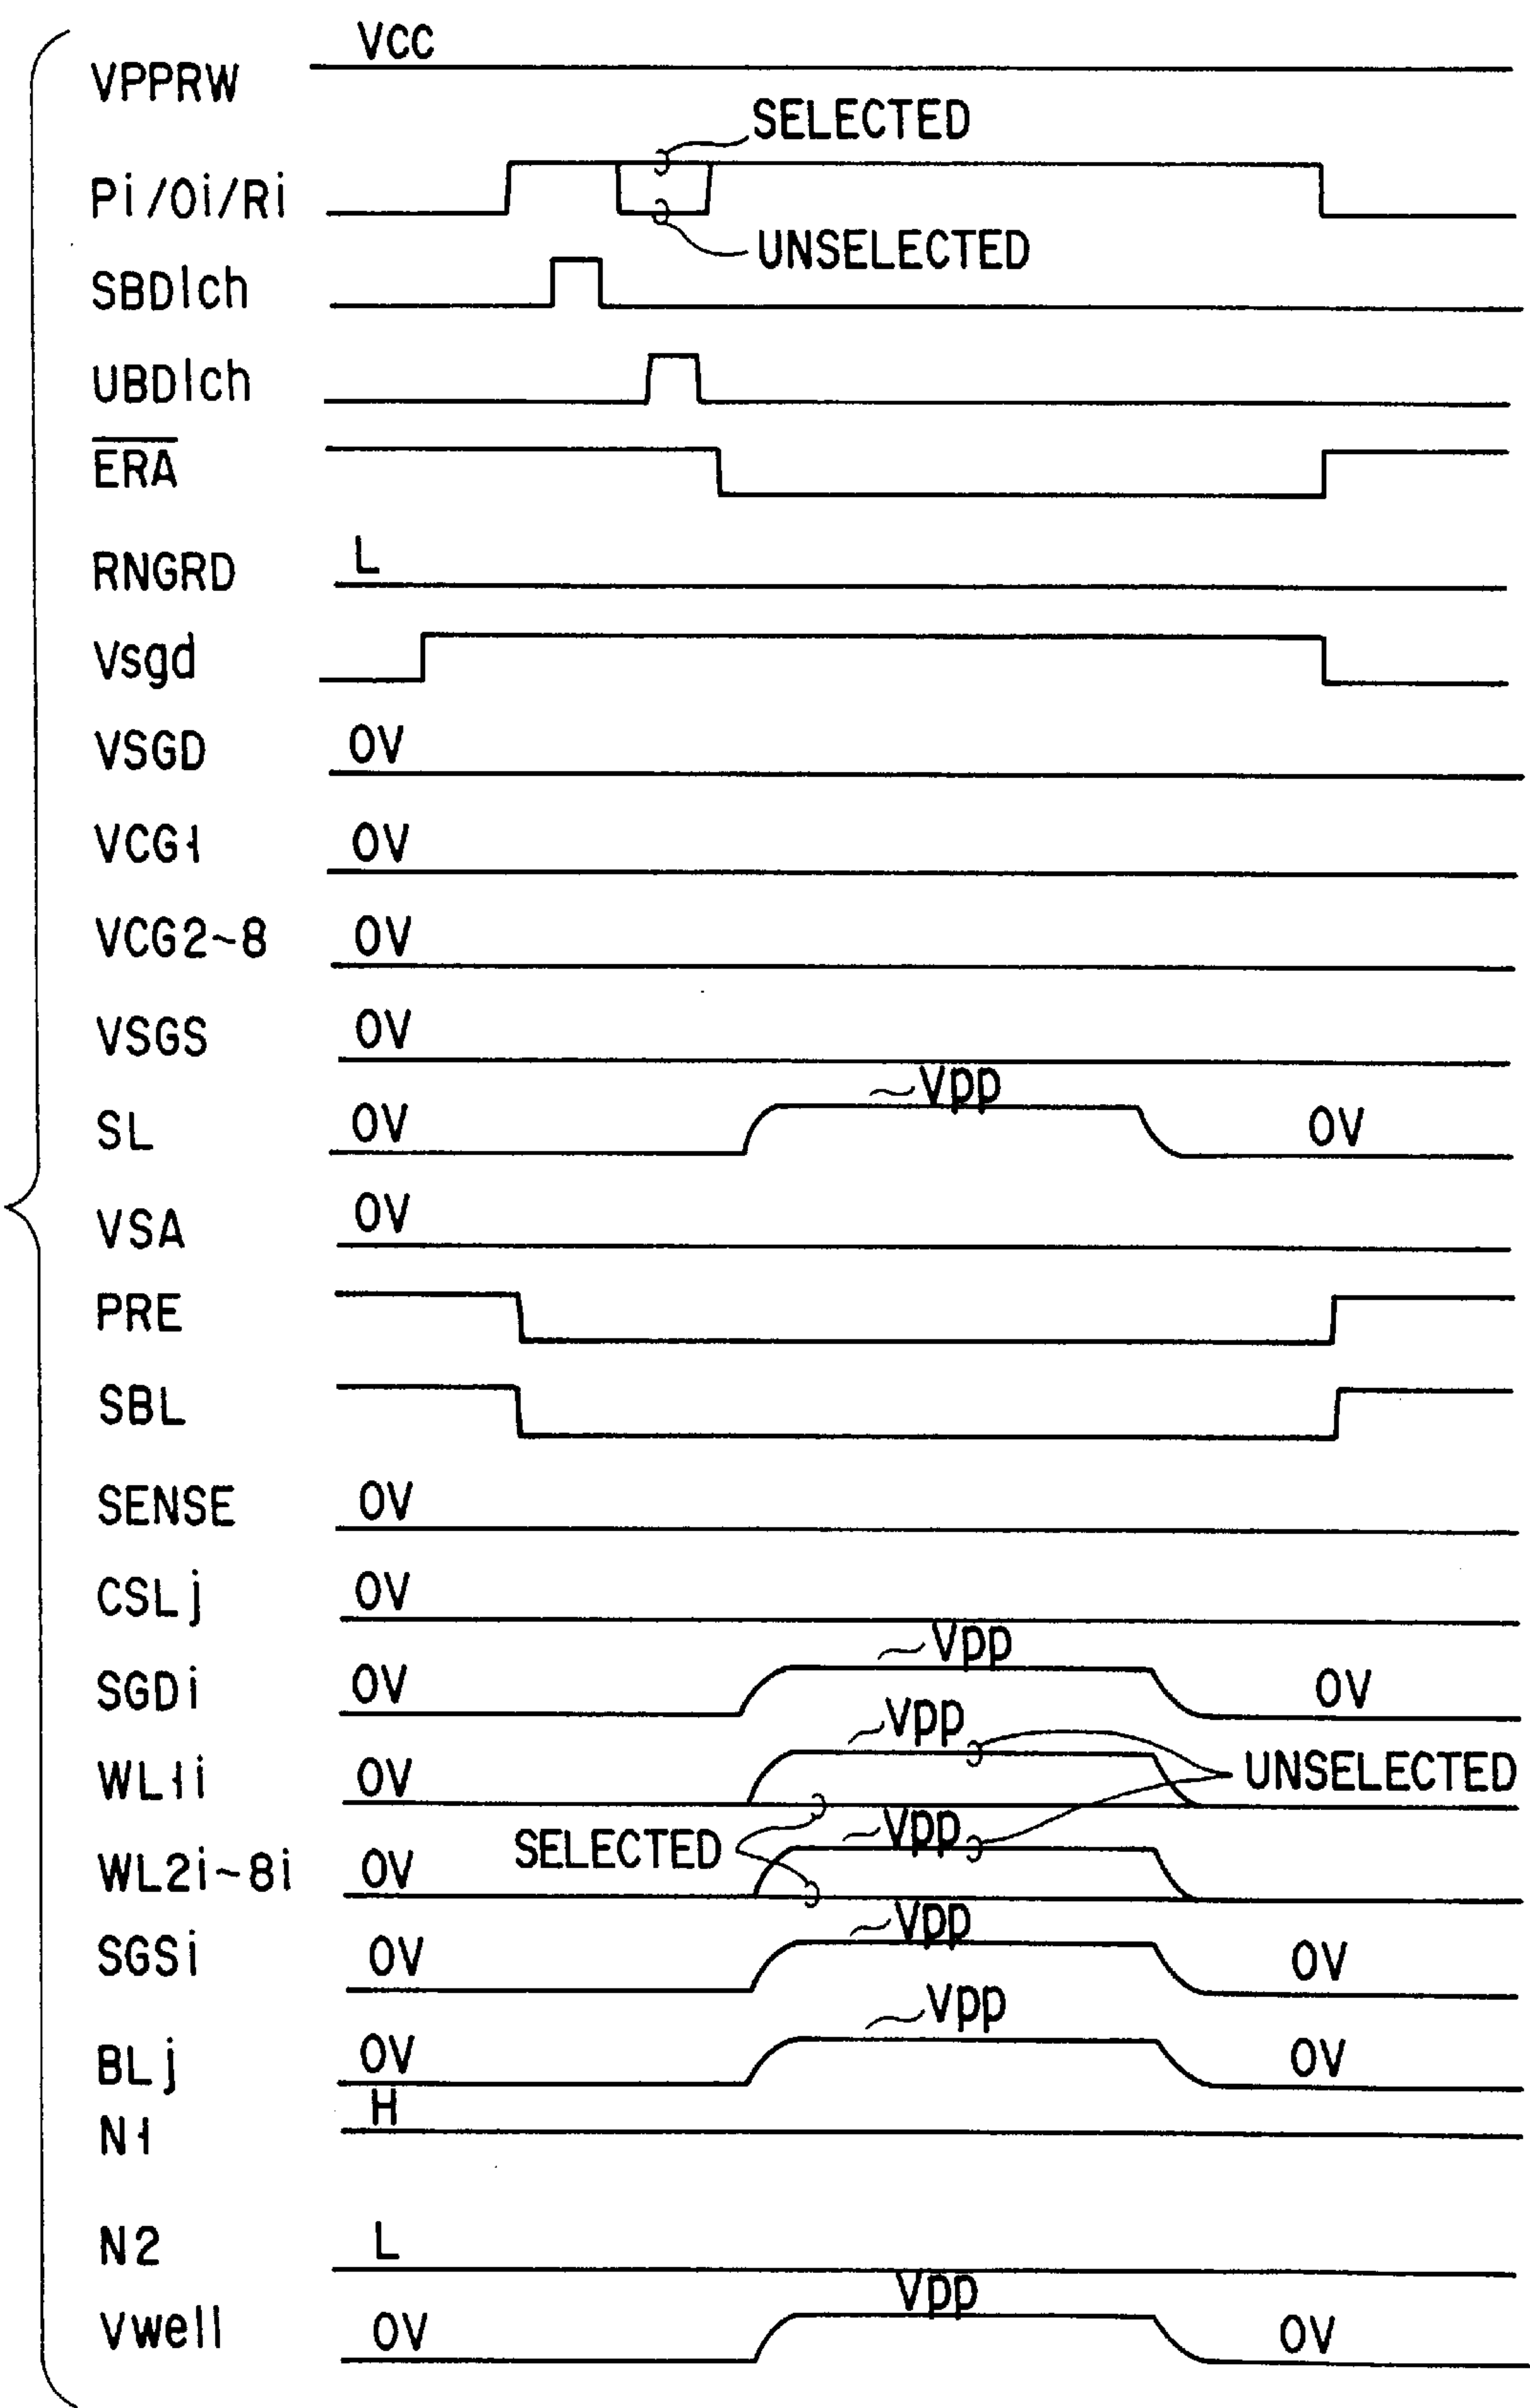 VCC
VPPRW
SELECTED
Pi/Oi/Ri
UNSELECTED
SBDlch
UBDlch
ERA
RNGRD L
Vsgd
VSGD 0V
VCG1 0V
VCG2~8 0V
VSGS 0V
~Vpp
SL 0V 0V
VSA 0V
PRE
SBL
SENSE 0V
CSLj 0V
~Vpp
SGDi 0V 0V
~Vpp
WL1i 0V UNSELECTED
SELECTED ~Vpp
WL2i~8i 0V
~Vpp
SGSi 0V 0V
~Vpp
BLj 0V 0V
N1 H
N2 L
Vpp
Vwell 0V 0V